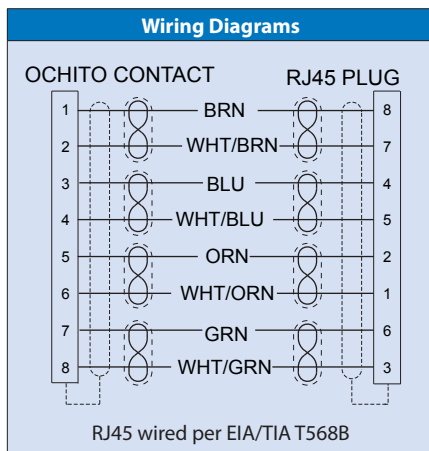 Wiring Diagrams
OCHITO CONTACT RJ45 PLUG
1 BRN 8
2 WHT/BRN 7
3 BLU 4
4 WHT/BLU 5
5 ORN 2
6 WHT/ORN 1
7 GRN 6
8 WHT/GRN 3
RJ45 wired per EIA/TIA T568B